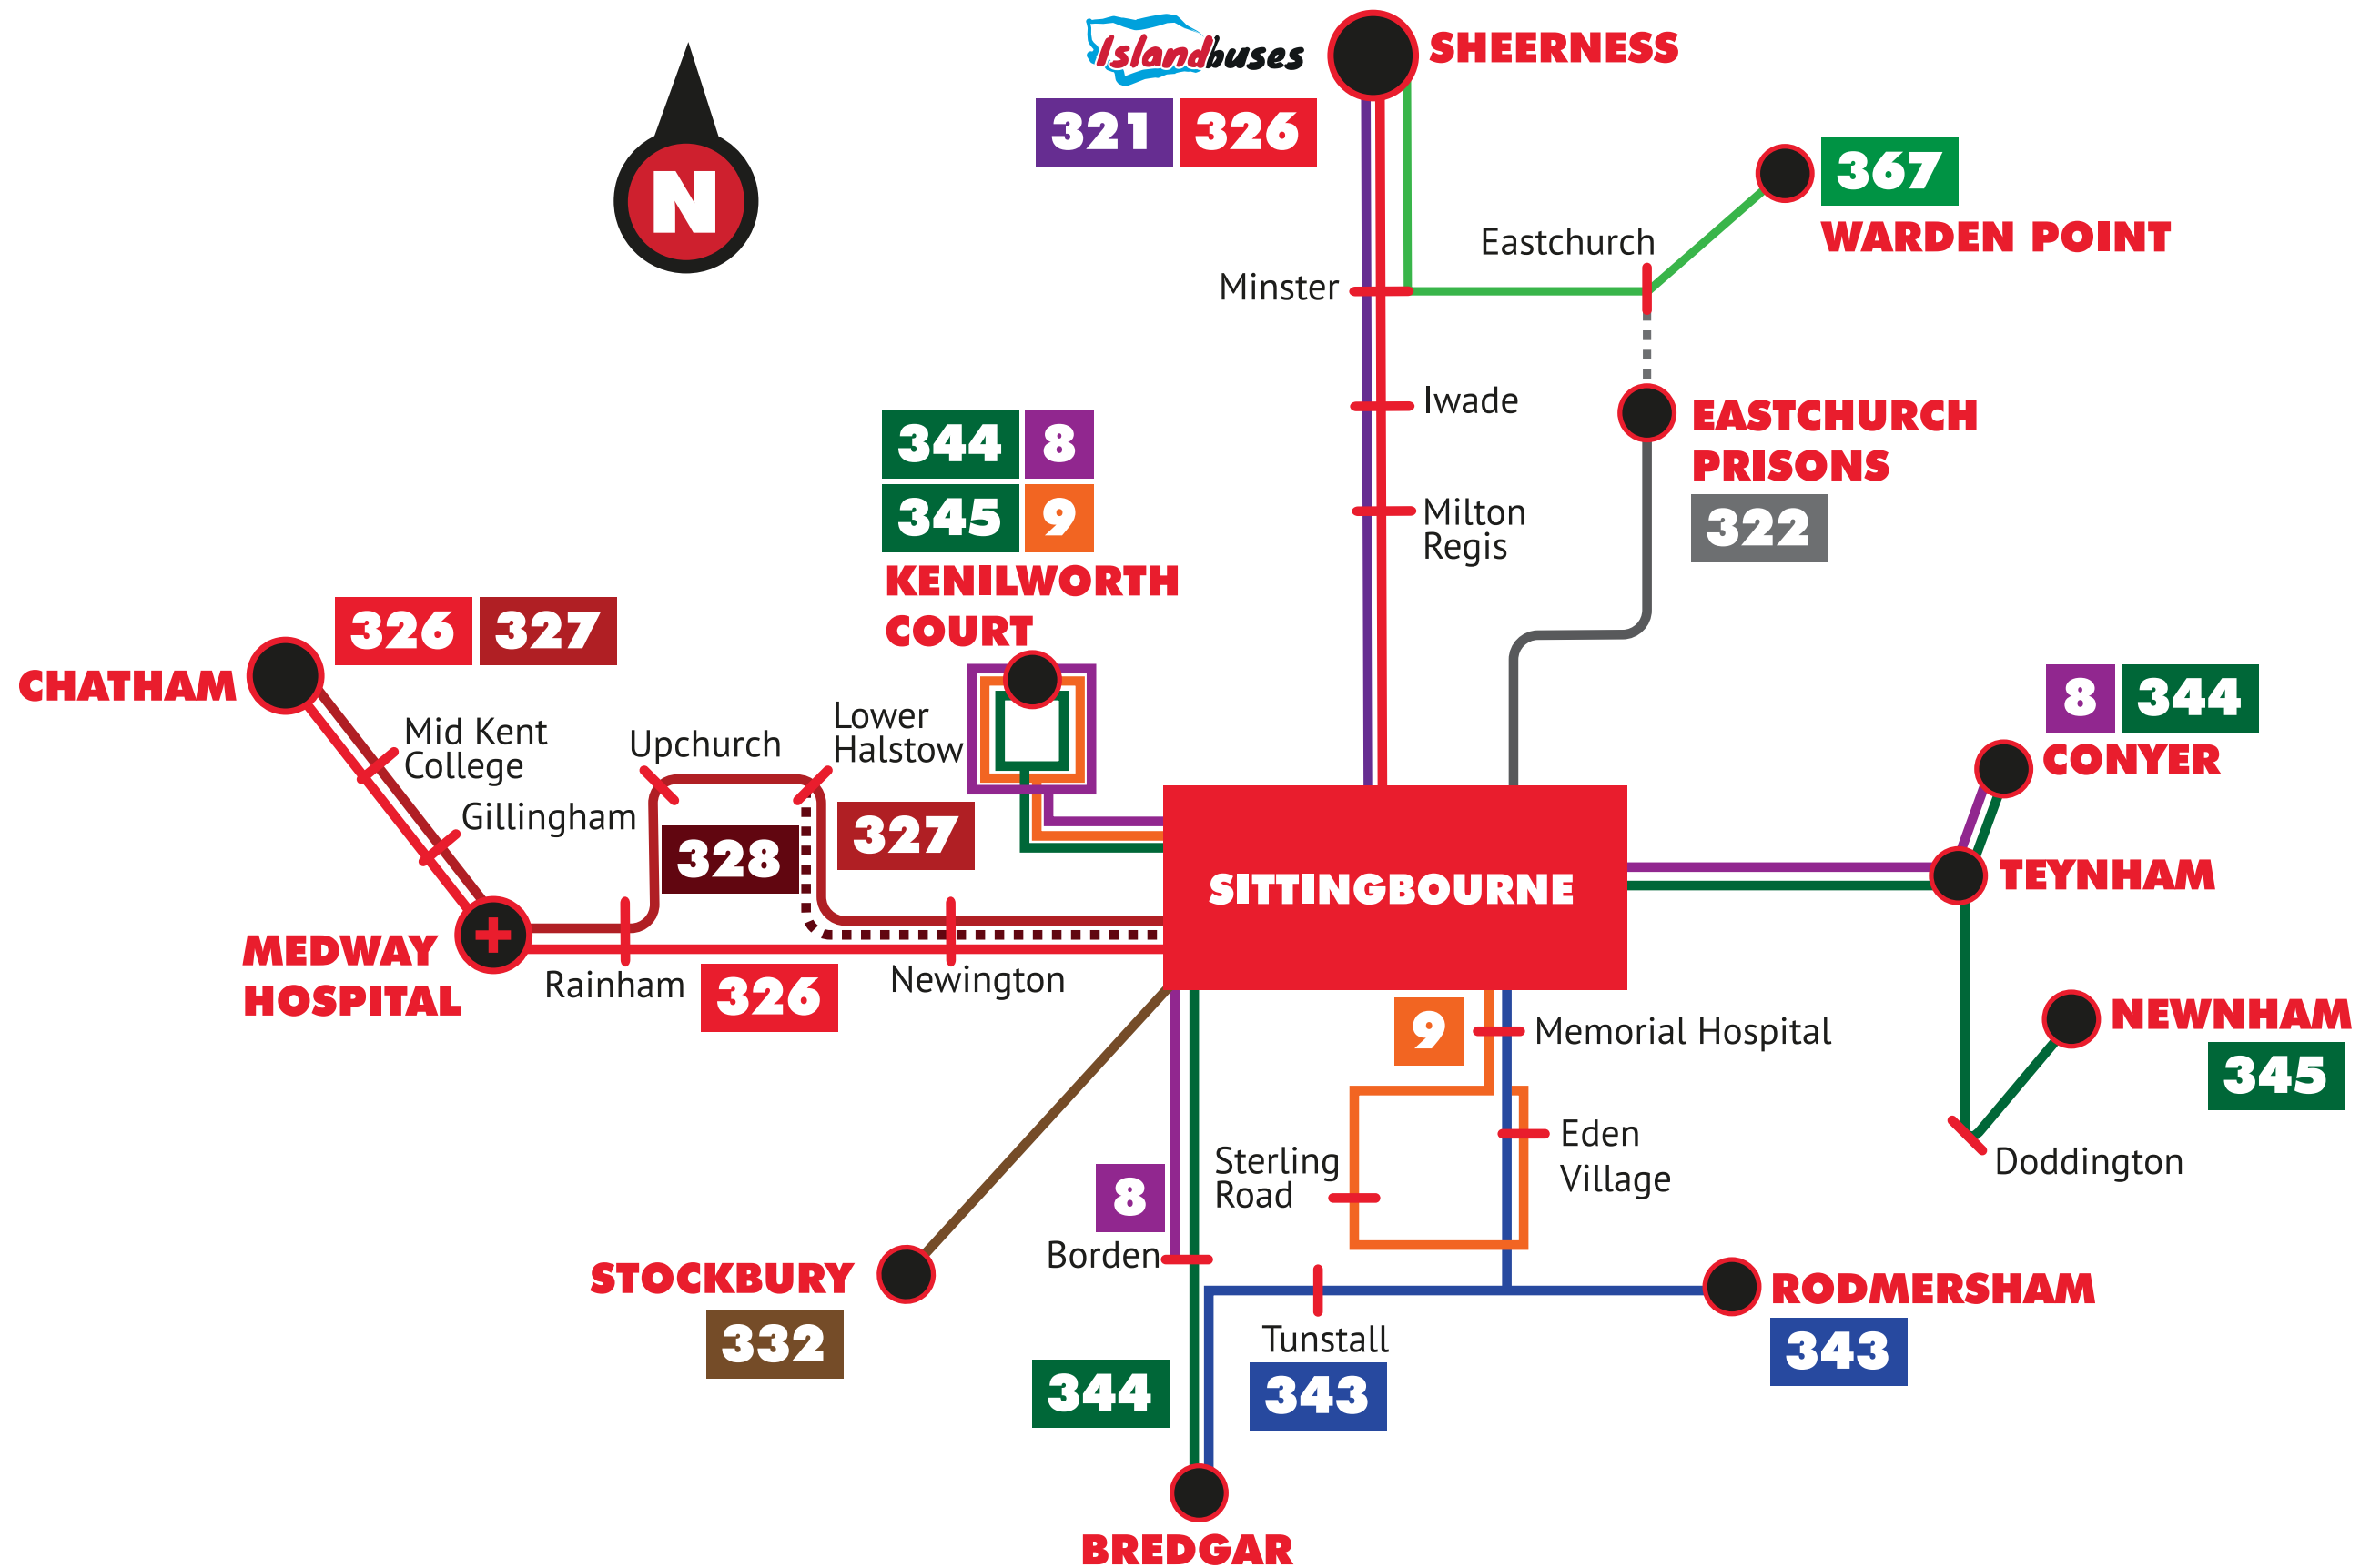 Islandbuses
SHEERNESS
321 326
N
367
WARDEN POINT
Eastchurch
Minster
Iwade
EASTCHURCH
PRISONS
322
Milton
Regis
344 8
345 9
KENILWORTH
COURT
326 327
CHATHAM
Mid Kent
College
Gillingham
Upchurch
Lower
Halstow
328
327
8 344
CONYER
SITTINGBOURNE
TEYNHAM
MEDWAY
HOSPITAL
Rainham
326
Newington
9
Memorial Hospital
NEWNHAM
345
Eden
Village
Doddington
Sterling
Road
8
Borden
STOCKBURY
332
Tunstall
343
RODMERSHAM
343
344
BREDGAR